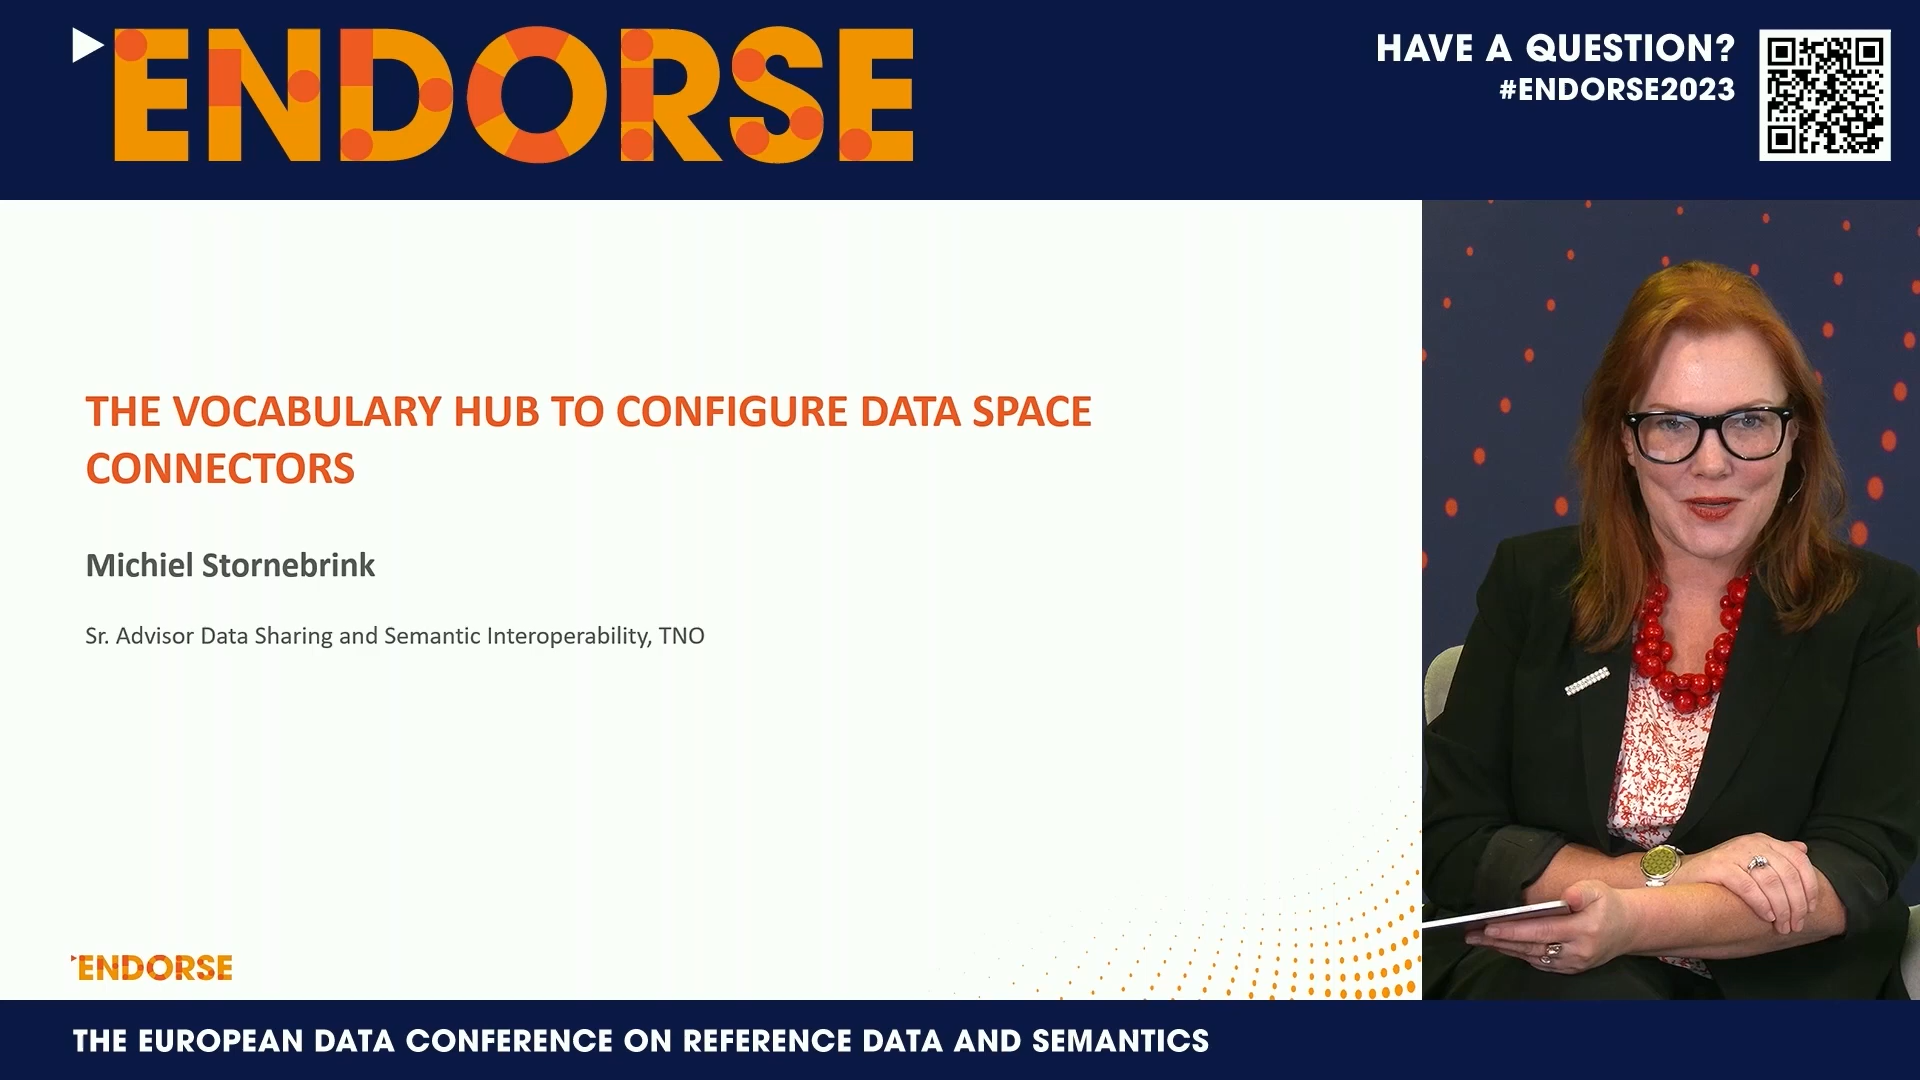 ENDORSE
HAVE A QUESTION?
#ENDORSE2023
THE VOCABULARY HUB TO CONFIGURE DATA SPACE
CONNECTORS
Michiel Stornebrink
Sr. Advisor Data Sharing and Semantic Interoperability, TNO
ENDORSE
THE EUROPEAN DATA CONFERENCE ON REFERENCE DATA AND SEMANTICS